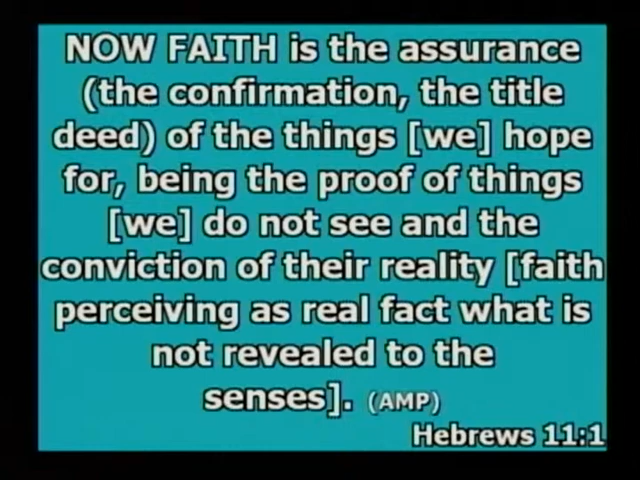 NOW FAITH is the assurance
(the confirmation, the title
deed) of the things [we] hope
for, being the proof of things
[we] do not see and the
conviction of their reality [faith
perceiving as real fact what is
not revealed to the
senses]. (AMP)
Hebrews 11:1